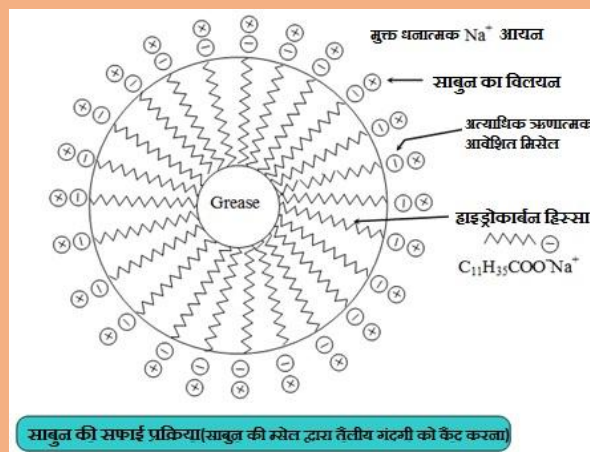 मुक्त धनात्मक Na⁺ आयन
साबुन का विलयन
अत्याधिक ऋणात्मक
आवेशित मिसेल
Grease
हाइड्रोकार्बन हिस्सा
C₁₁H₃₅COO⁻Na⁺
साबुन की सफाई प्रक्रिया(साबुन की म्सेल द्वारा तैलीय गंदगी को कैद करना)